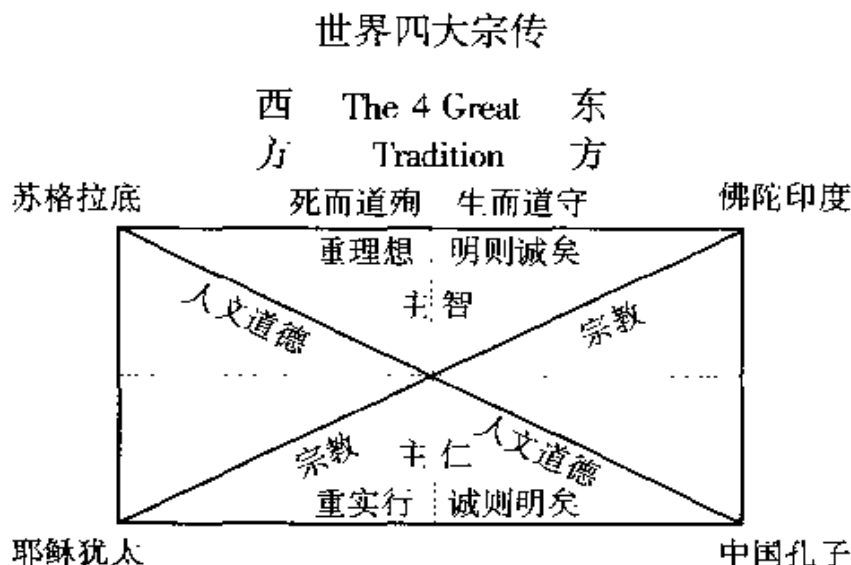 世界四大宗传
西 The 4 Great 东
方 Tradition 方
苏格拉底 死而道殉 生而道守 佛陀印度
重理想 明则诚矣
主智
人文道德 宗教
宗教 主仁 人文道德
重实行 诚则明矣
耶稣犹太 中国孔子